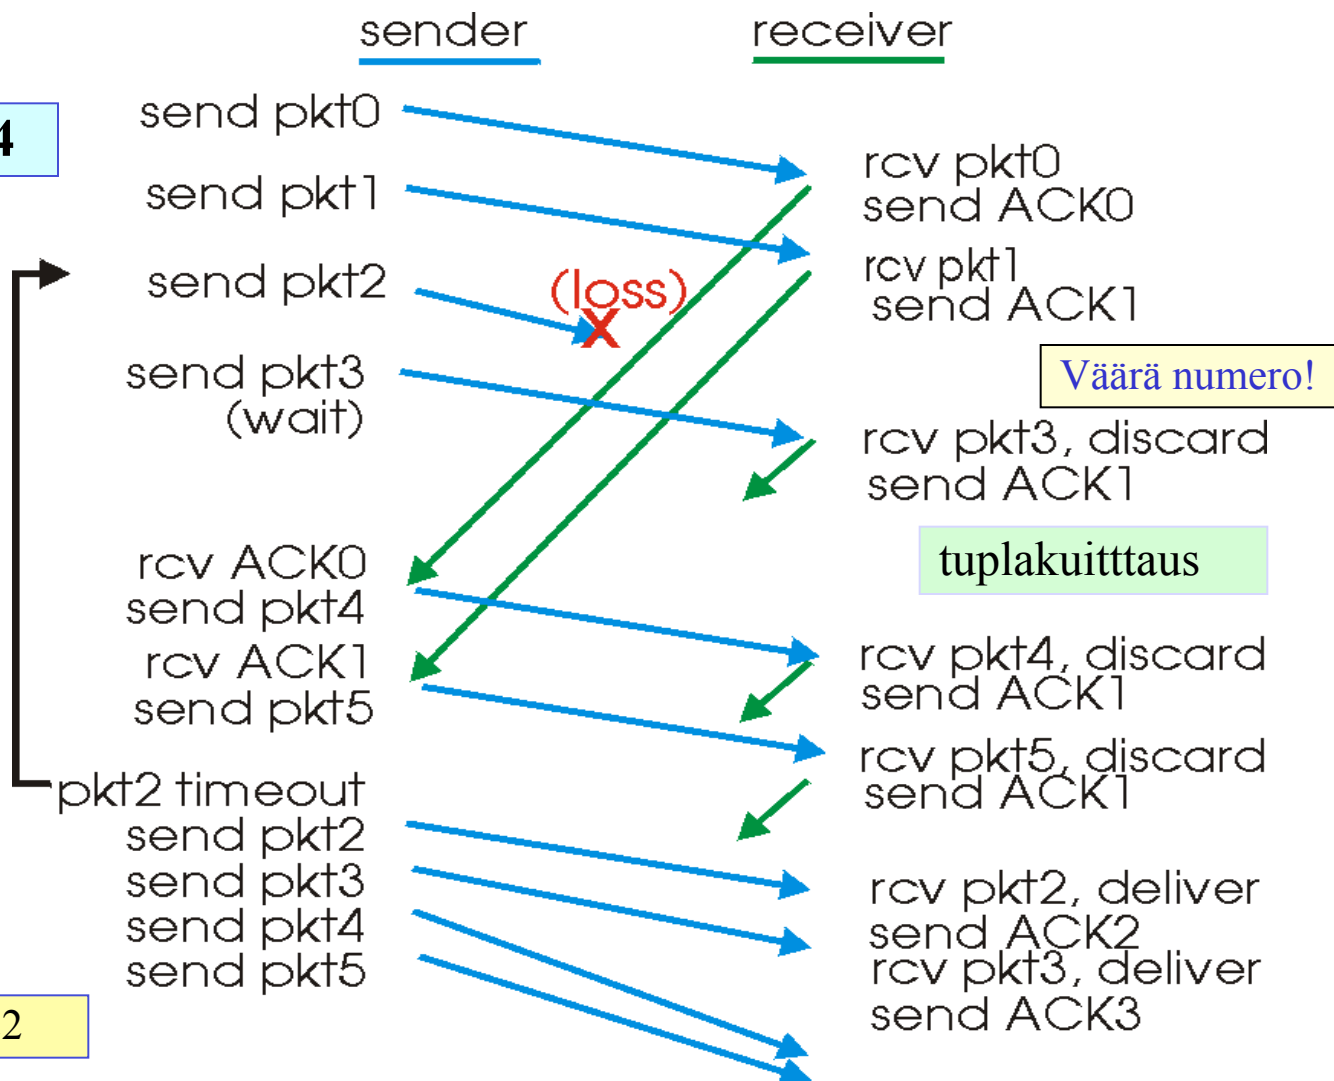 sender
receiver
4
send pkt0
send pkt1
send pkt2
(loss)
X
send pkt3
(wait)
rcv ACK0
send pkt4
rcv ACK1
send pkt5
pkt2 timeout
send pkt2
send pkt3
send pkt4
send pkt5
2
rcv pkt0
send ACK0
rcv pkt1
send ACK1
Väärä numero!
rcv pkt3, discard
send ACK1
tuplakuitttaus
rcv pkt4, discard
send ACK1
rcv pkt5, discard
send ACK1
rcv pkt2, deliver
send ACK2
rcv pkt3, deliver
send ACK3